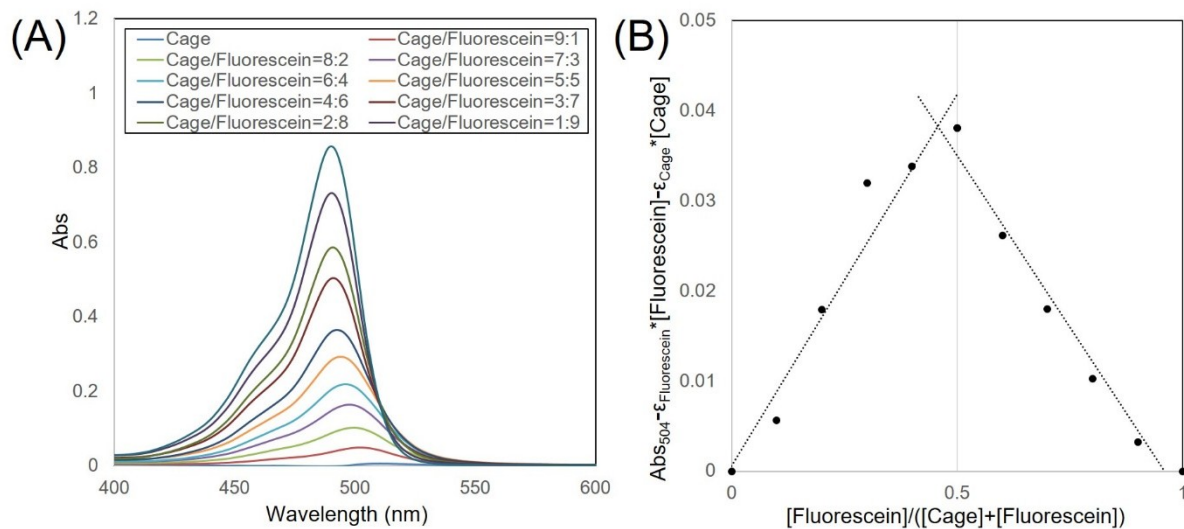 (A)
1.2
1
0.8
0.6
0.4
0.2
0
Abs
Cage Cage/Fluorescein=9:1
Cage/Fluorescein=8:2 Cage/Fluorescein=7:3
Cage/Fluorescein=6:4 Cage/Fluorescein=5:5
Cage/Fluorescein=4:6 Cage/Fluorescein=3:7
Cage/Fluorescein=2:8 Cage/Fluorescein=1:9
400 450 500 550 600
Wavelength (nm)
(B)
0.05
0.04
0.03
0.02
0.01
0
Abs₅₀₄-ε_Fluorescein*[Fluorescein]-ε_Cage*[Cage]
0 0.5 1
[Fluorescein]/([Cage]+[Fluorescein])